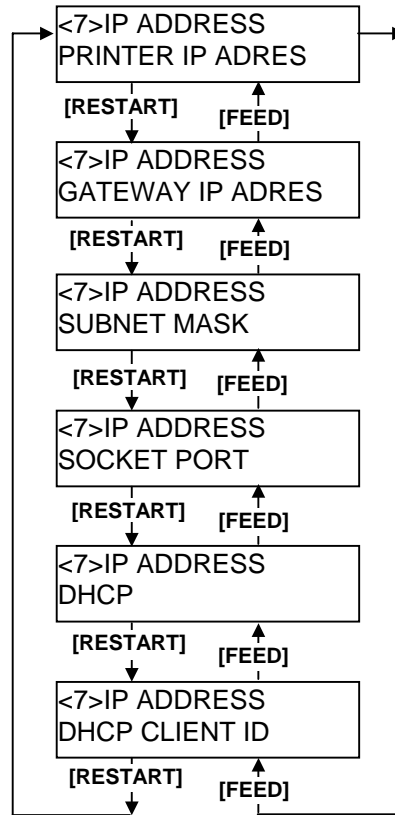 <7>IP ADDRESS
PRINTER IP ADRES
[RESTART] [FEED]
<7>IP ADDRESS
GATEWAY IP ADRES
[RESTART] [FEED]
<7>IP ADDRESS
SUBNET MASK
[RESTART] [FEED]
<7>IP ADDRESS
SOCKET PORT
[RESTART] [FEED]
<7>IP ADDRESS
DHCP
[RESTART] [FEED]
<7>IP ADDRESS
DHCP CLIENT ID
[RESTART] [FEED]